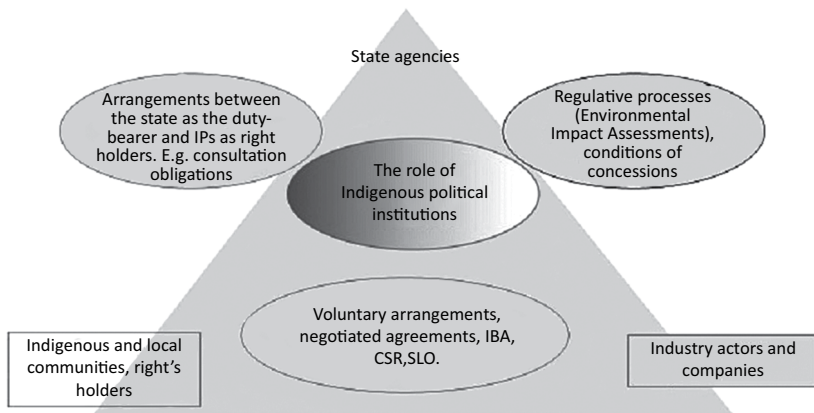 State agencies
Arrangements between
the state as the duty-
bearer and IPs as right
holders. E.g. consultation
obligations
Regulative processes
(Environmental
Impact Assessments),
conditions of
concessions
The role of
Indigenous political
institutions
Voluntary arrangements,
negotiated agreements, IBA,
CSR,SLO.
Indigenous and local
communities, right's
holders
Industry actors and
companies